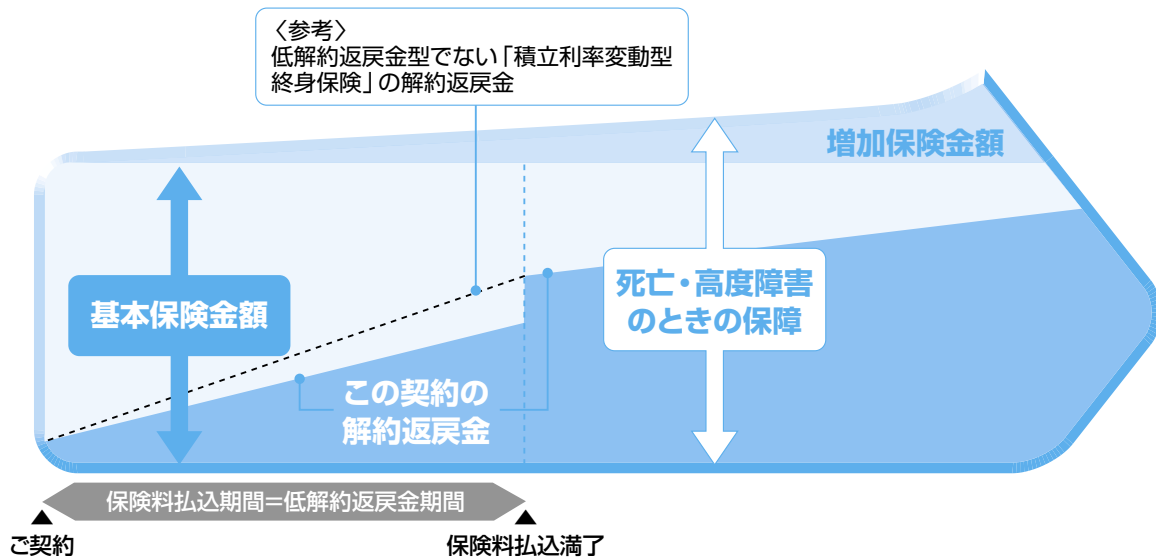 〈参考〉
低解約返戻金型でない「積立利率変動型
終身保険」の解約返戻金
増加保険金額
基本保険金額
死亡・高度障害
のときの保障
この契約の
解約返戻金
保険料払込期間=低解約返戻金期間
ご契約
保険料払込満了